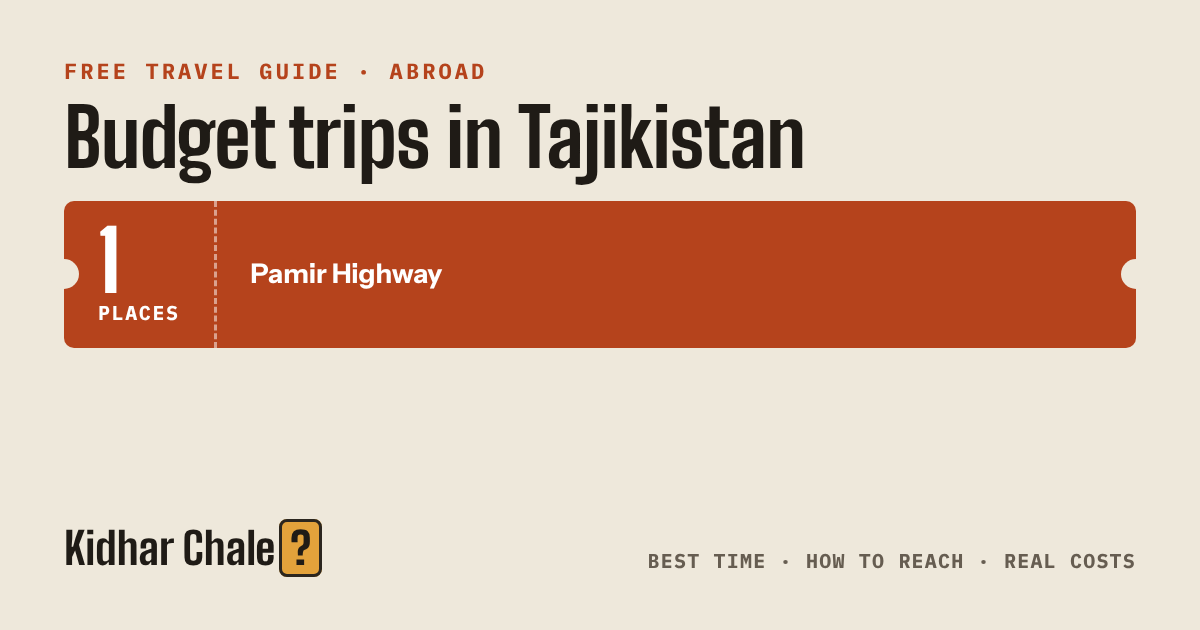 FREE TRAVEL GUIDE · ABROAD
Budget trips in Tajikistan
1
PLACES
Pamir Highway
Kidhar Chale ?
BEST TIME · HOW TO REACH · REAL COSTS